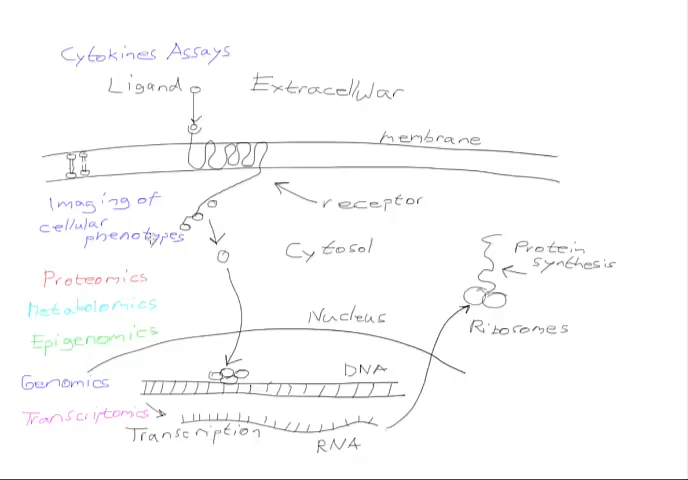 Cytokines Assays
Ligand
Extracellular
membrane
Imaging of
cellular
phenotypes
receptor
Cytosol
Protein
synthesis
Proteomics
Metabolomics
Epigenomics
Nucleus
Ribosomes
DNA
Genomics
Transcriptomics
Transcription
RNA